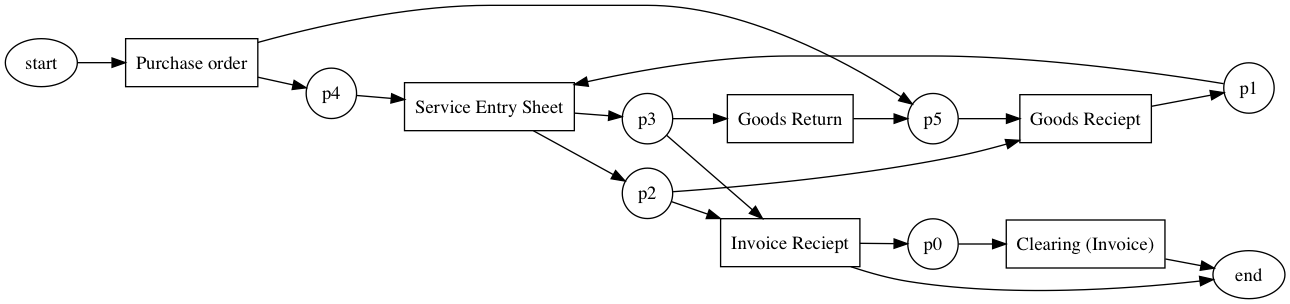 start
Purchase order
p4
Service Entry Sheet
p3
p2
Goods Return
Invoice Reciept
p5
p0
Goods Reciept
Clearing (Invoice)
p1
end